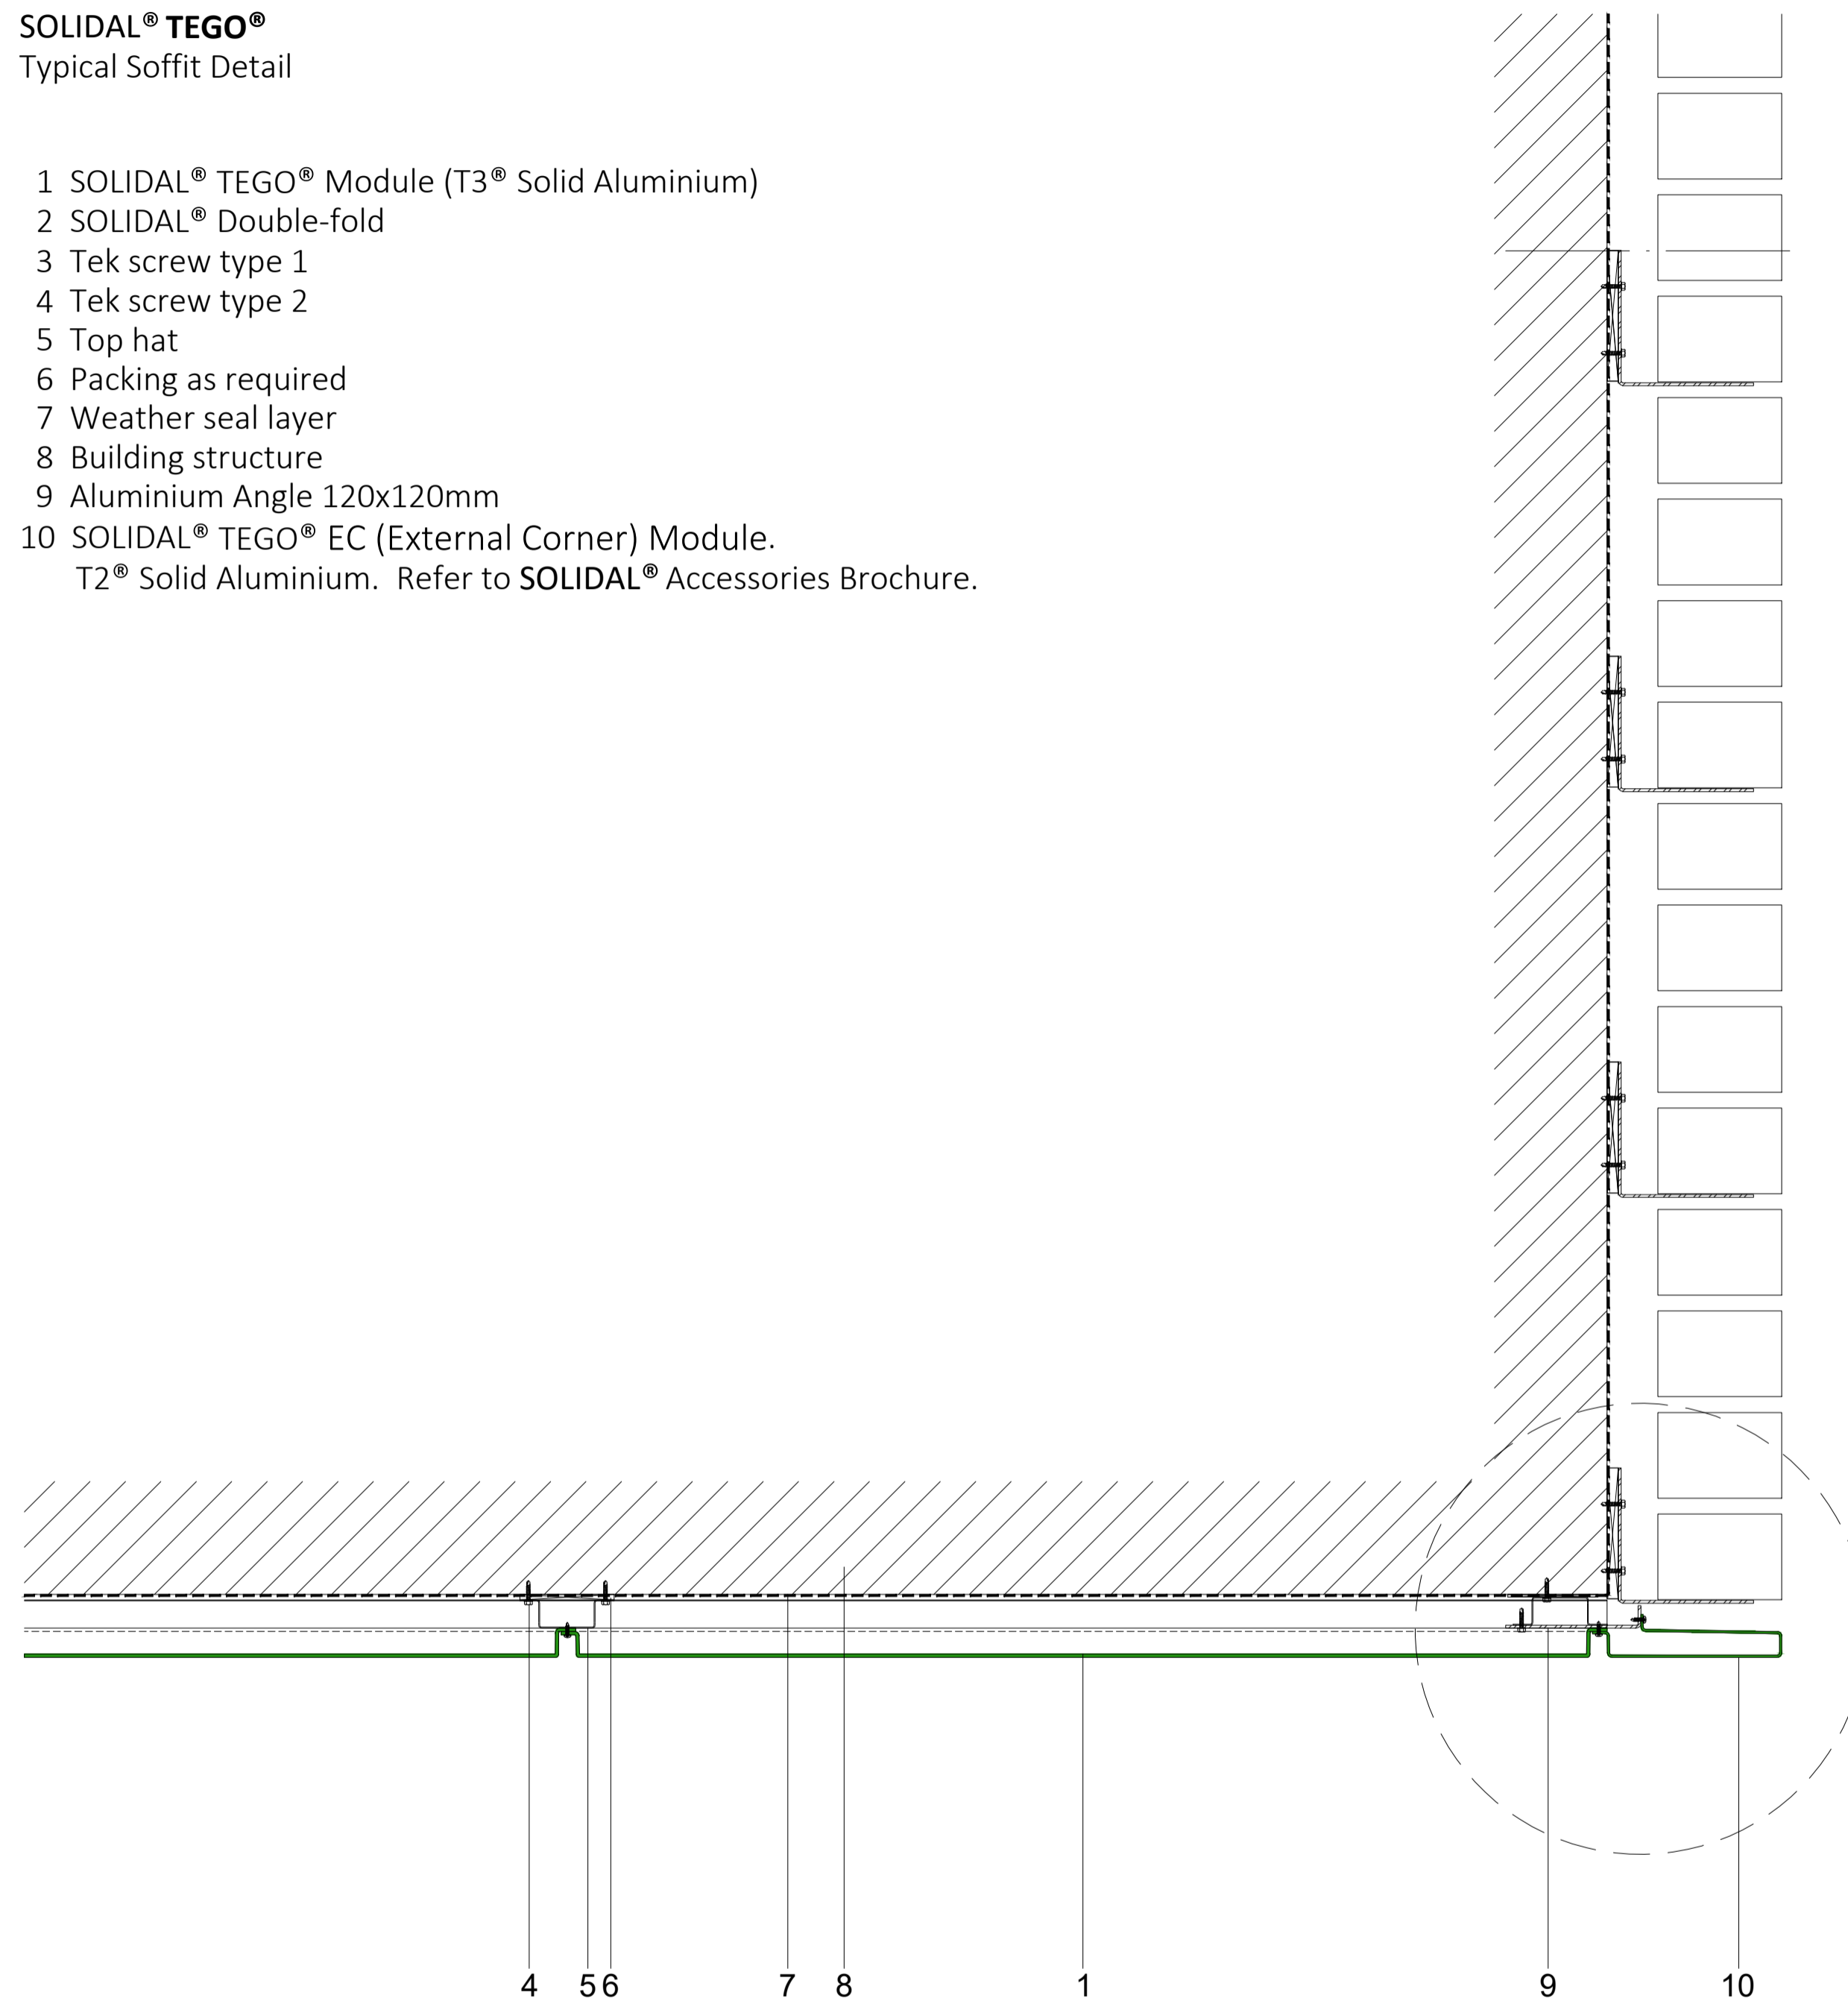 SOLIDAL® TEGO®
Typical Soffit Detail
1 SOLIDAL® TEGO® Module (T3® Solid Aluminium)
2 SOLIDAL® Double-fold
3 Tek screw type 1
4 Tek screw type 2
5 Top hat
6 Packing as required
7 Weather seal layer
8 Building structure
9 Aluminium Angle 120x120mm
10 SOLIDAL® TEGO® EC (External Corner) Module.
T2® Solid Aluminium. Refer to SOLIDAL® Accessories Brochure.
4 5 6 7 8 1 9 10